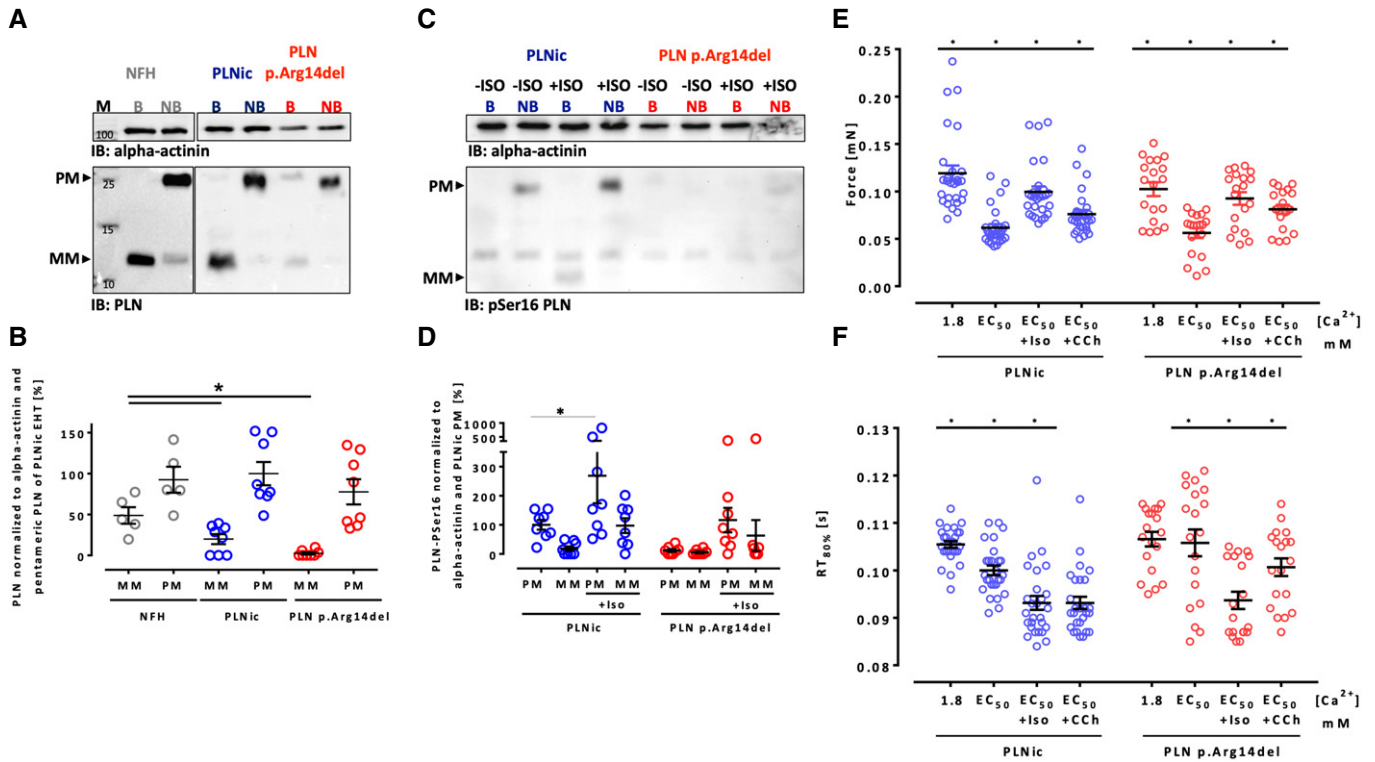 A
NFH
PLNic
PLN
p.Arg14del
M B NB B NB B NB
100
IB: alpha-actinin
PM
25
15
MM
10
IB: PLN
B
PLN normalized to alpha-actinin and
pentameric PLN of PLNic EHT [%]
*
150
100
50
0
MM PM MM PM MM PM
NFH PLNic PLN p.Arg14del
C
PLNic PLN p.Arg14del
-ISO -ISO +ISO +ISO -ISO -ISO +ISO +ISO
B NB B NB B NB B NB
IB: alpha-actinin
PM
MM
IB: pSer16 PLN
D
PLN-PSer16 normalized to
alpha-actinin and PLNic PM [%]
*
1000
500
300
200
100
0
PM MM PM MM PM MM PM MM
+Iso +Iso
PLNic PLN p.Arg14del
E
Force [mN]
* * * * * * * *
0.25
0.20
0.15
0.10
0.05
0.00
1.8 EC50 EC50 EC50 1.8 EC50 EC50 EC50 [Ca2+]
+Iso +CCh +Iso +CCh mM
PLNic PLN p.Arg14del
F
RT80% [s]
* * * * * *
0.13
0.12
0.11
0.10
0.09
0.08
1.8 EC50 EC50 EC50 1.8 EC50 EC50 EC50 [Ca2+]
+Iso +CCh +Iso +CCh mM
PLNic PLN p.Arg14del